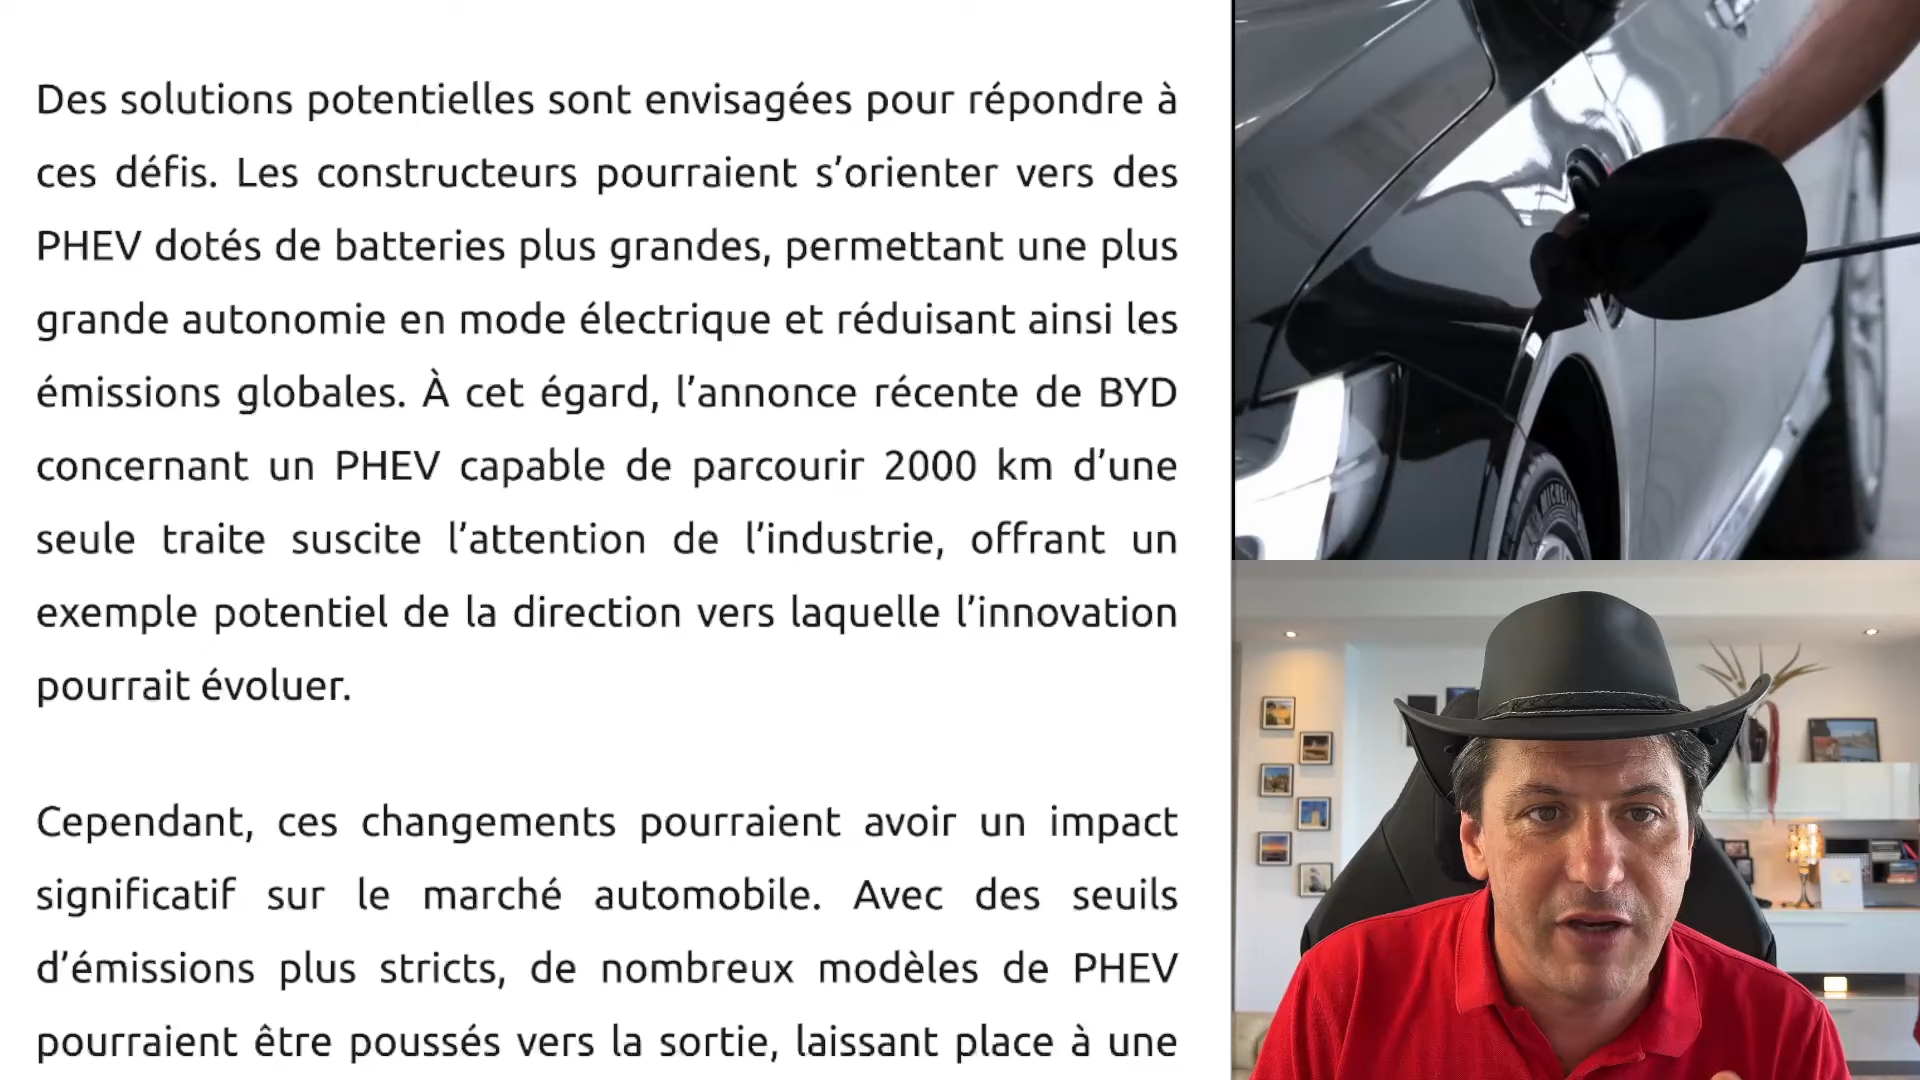 Des solutions potentielles sont envisagées pour répondre à
ces défis. Les constructeurs pourraient s’orienter vers des
PHEV dotés de batteries plus grandes, permettant une plus
grande autonomie en mode électrique et réduisant ainsi les
émissions globales. À cet égard, l’annonce récente de BYD
concernant un PHEV capable de parcourir 2000 km d’une
seule traite suscite l’attention de l’industrie, offrant un
exemple potentiel de la direction vers laquelle l’innovation
pourrait évoluer.
Cependant, ces changements pourraient avoir un impact
significatif sur le marché automobile. Avec des seuils
d’émissions plus stricts, de nombreux modèles de PHEV
pourraient être poussés vers la sortie, laissant place à une